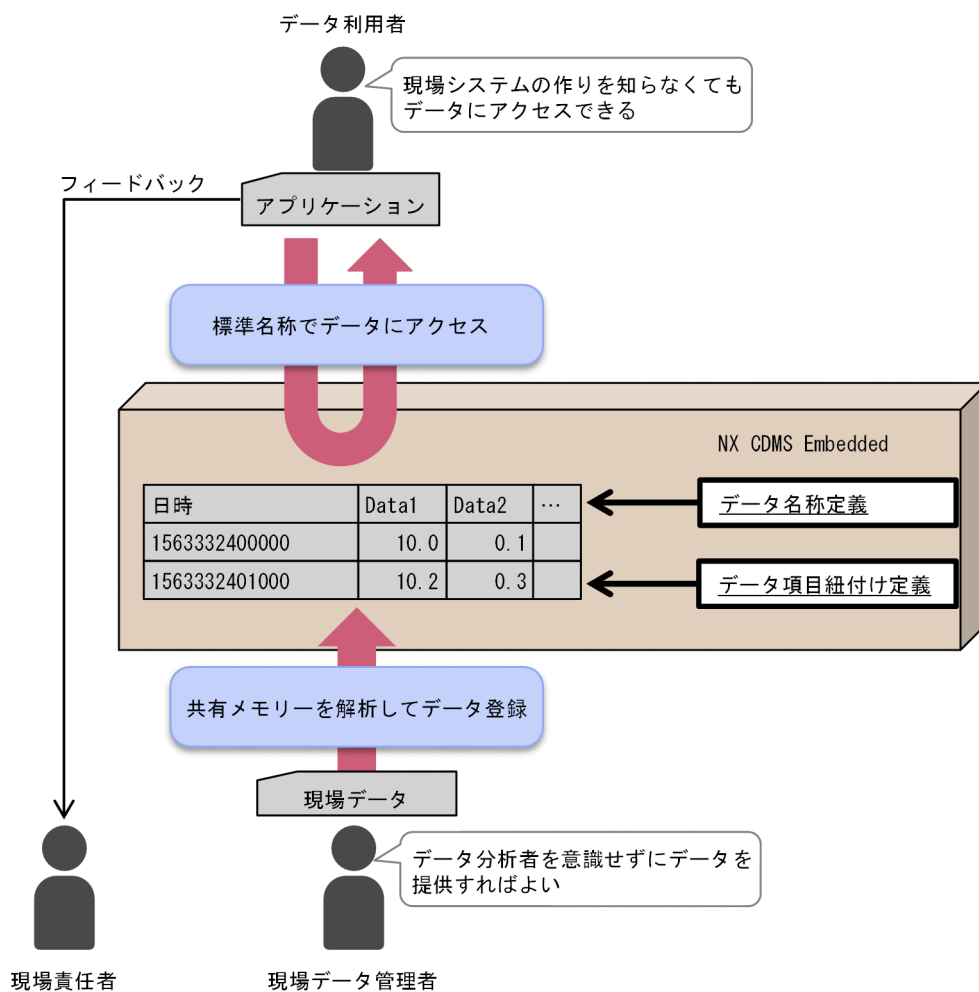 データ利用者
現場システムの作りを知らなくても
データにアクセスできる
フィードバック
アプリケーション
標準名称でデータにアクセス
NX CDMS Embedded
日時 Data1 Data2 …
1563332400000 10.0 0.1
1563332401000 10.2 0.3
データ名称定義
データ項目紐付け定義
共有メモリーを解析してデータ登録
現場データ
データ分析者を意識せずにデータを
提供すればよい
現場責任者
現場データ管理者